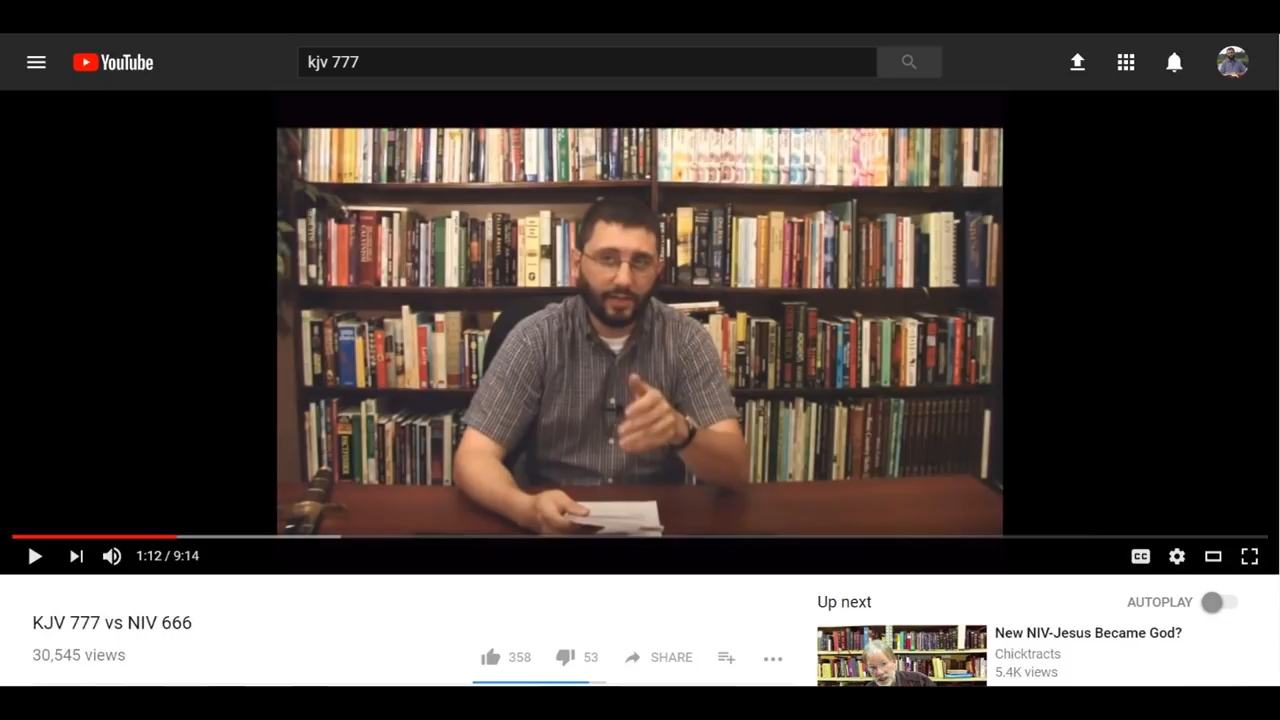 YouTube
kjv 777
1:12 / 9:14
CC
KJV 777 vs NIV 666
30,545 views
358
53
SHARE
Up next
AUTOPLAY
New NIV-Jesus Became God?
Chicktracts
5.4K views